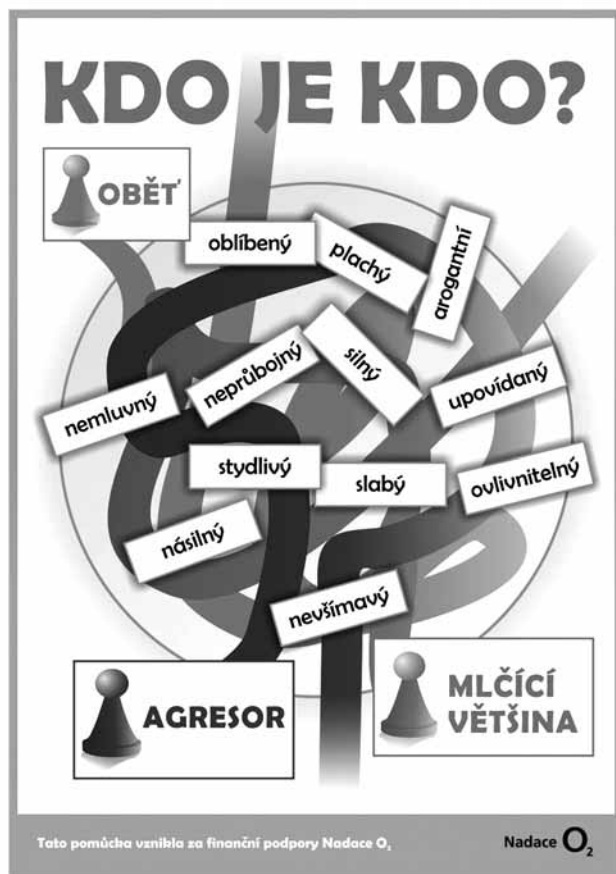 KDO JE KDO?
OBĚŤ
oblíbený
plachý
arogantní
nemluvný
neprůbojný
silný
upovídaný
stydlivý
slabý
ovlivnitelný
násilný
nevšímavý
AGRESOR
MLČÍCÍ
VĚTŠINA
Tato pomůcka vznikla za finanční podpory Nadace O₂
Nadace O₂